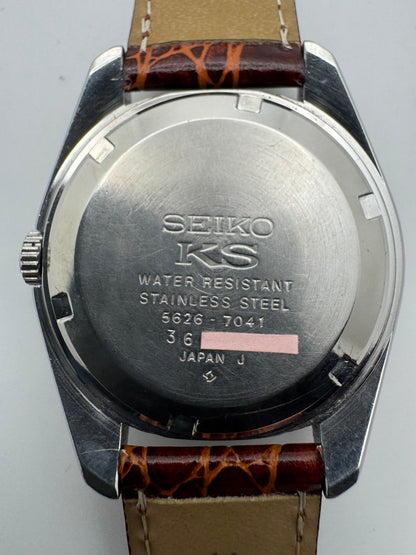 SEIKO
KS
WATER RESISTANT
STAINLESS STEEL
5626-7041
36
JAPAN J